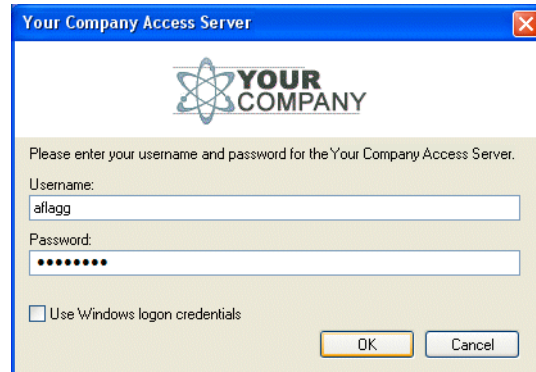 Your Company Access Server
YOUR
COMPANY
Please enter your username and password for the Your Company Access Server.
Username:
aflagg
Password:
••••••••
Use Windows logon credentials
OK Cancel